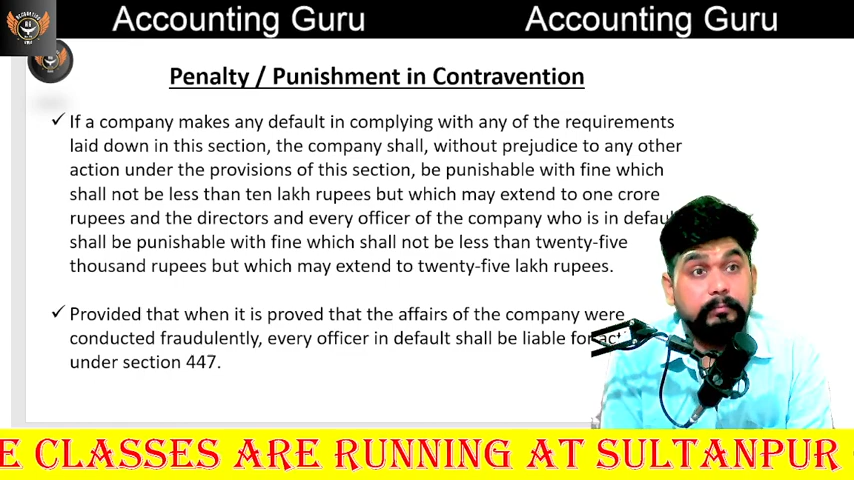 Accounting Guru Accounting Guru
Penalty / Punishment in Contravention
✓ If a company makes any default in complying with any of the requirements
laid down in this section, the company shall, without prejudice to any other
action under the provisions of this section, be punishable with fine which
shall not be less than ten lakh rupees but which may extend to one crore
rupees and the directors and every officer of the company who is in defau
shall be punishable with fine which shall not be less than twenty-five
thousand rupees but which may extend to twenty-five lakh rupees.
✓ Provided that when it is proved that the affairs of the company were
conducted fraudulently, every officer in default shall be liable for
under section 447.
E CLASSES ARE RUNNING AT SULTANPUR